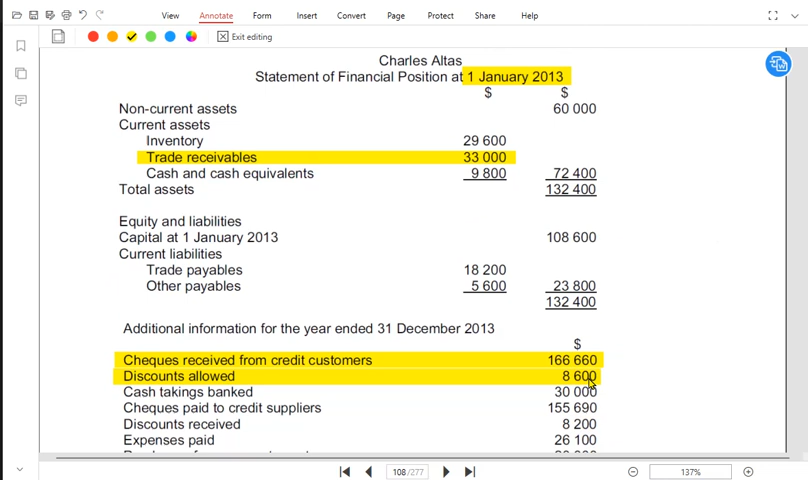 View Annotate Form Insert Convert Page Protect Share Help
Exit editing
Charles Altas
Statement of Financial Position at 1 January 2013
$ $
Non-current assets 60 000
Current assets
Inventory 29 600
Trade receivables 33 000
Cash and cash equivalents 9 800 72 400
Total assets 132 400
Equity and liabilities
Capital at 1 January 2013 108 600
Current liabilities
Trade payables 18 200
Other payables 5 600 23 800
132 400
Additional information for the year ended 31 December 2013
$
Cheques received from credit customers 166 660
Discounts allowed 8 600
Cash takings banked 30 000
Cheques paid to credit suppliers 155 690
Discounts received 8 200
Expenses paid 26 100
108 /277 137%